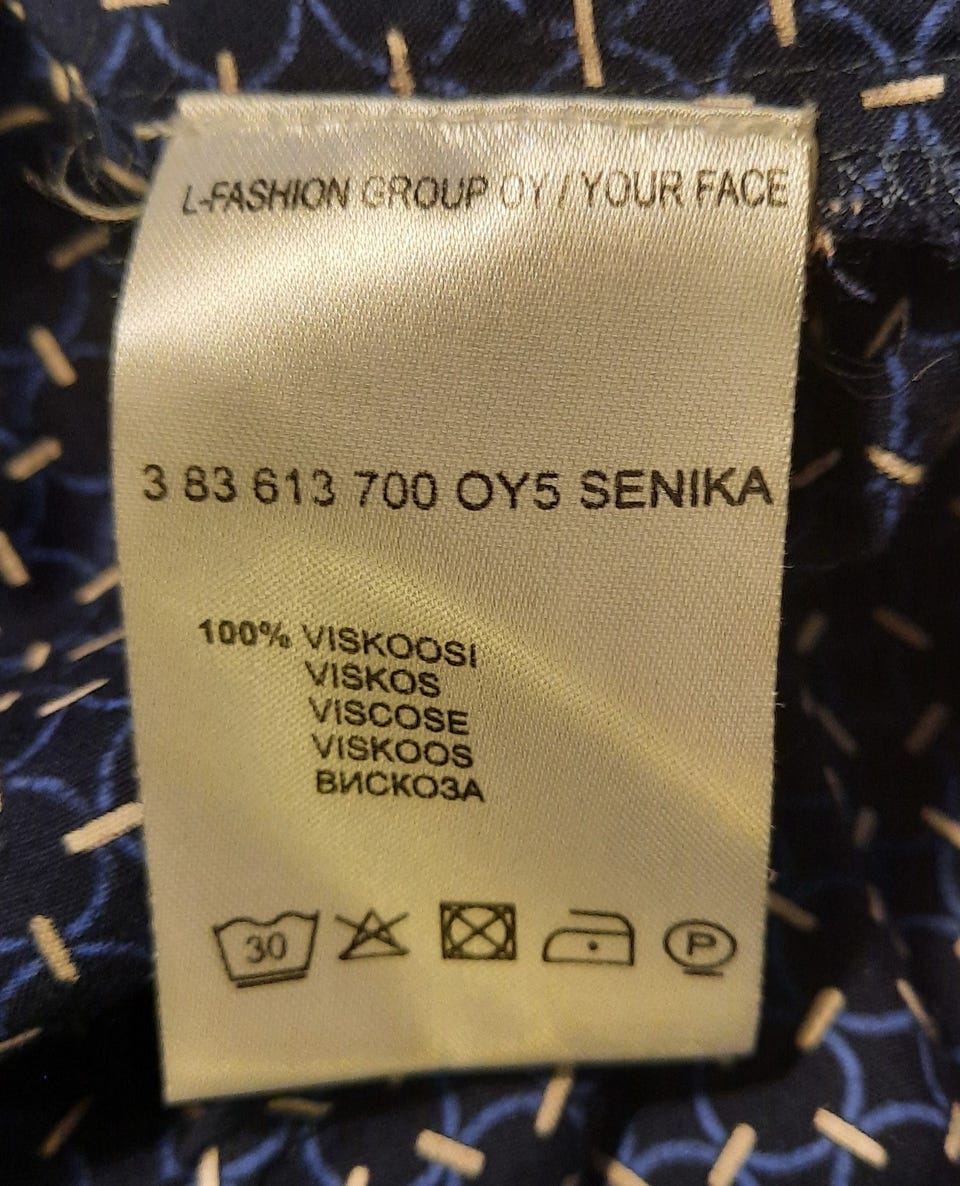 L-FASHION GROUP OY / YOUR FACE
3 83 613 700 OY5 SENIKA
100% VISKOOSI
VISKOS
VISCOSE
VISKOOS
ВИСКОЗА
30 P